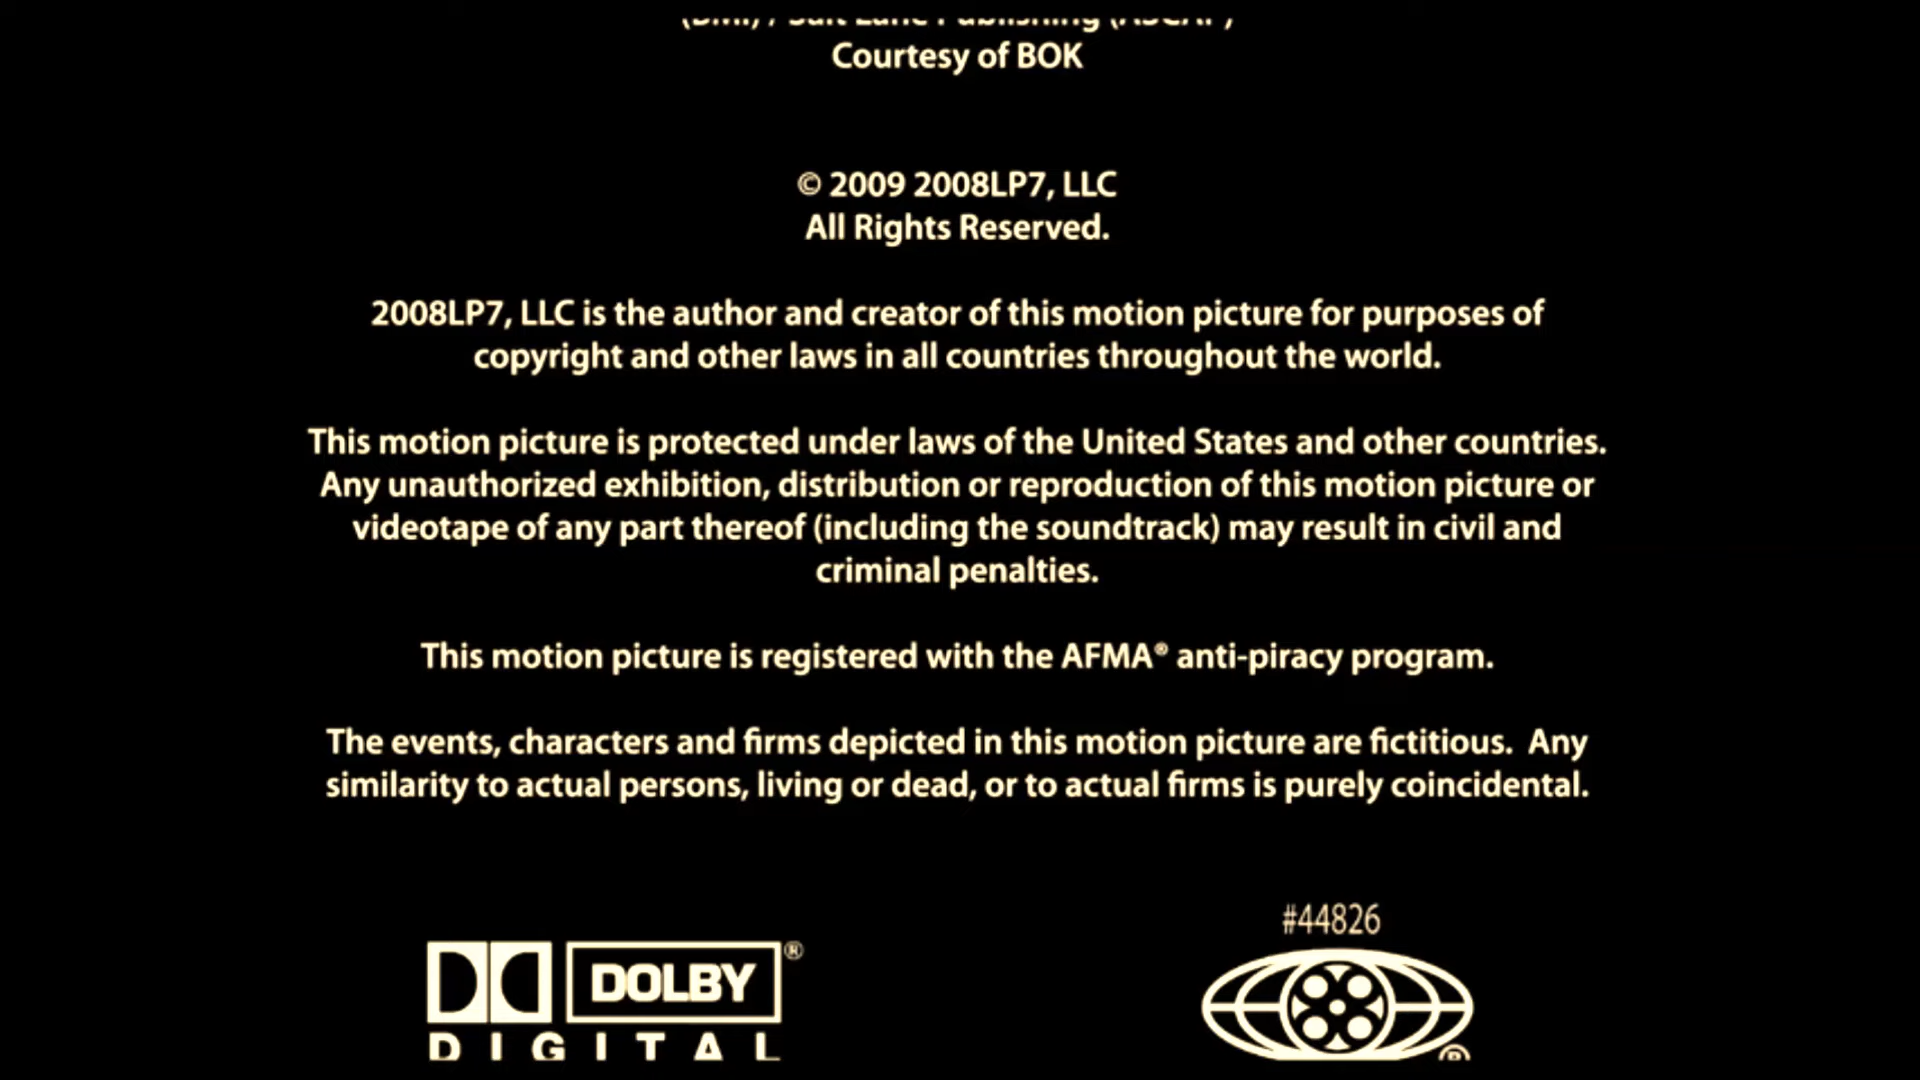 (BMI) / Salt Lane Publishing (ASCAP)
Courtesy of BOK
© 2009 2008LP7, LLC
All Rights Reserved.
2008LP7, LLC is the author and creator of this motion picture for purposes of
copyright and other laws in all countries throughout the world.
This motion picture is protected under laws of the United States and other countries.
Any unauthorized exhibition, distribution or reproduction of this motion picture or
videotape of any part thereof (including the soundtrack) may result in civil and
criminal penalties.
This motion picture is registered with the AFMA® anti-piracy program.
The events, characters and firms depicted in this motion picture are fictitious.  Any
similarity to actual persons, living or dead, or to actual firms is purely coincidental.
#44826
DOLBY ®
DIGITAL
®